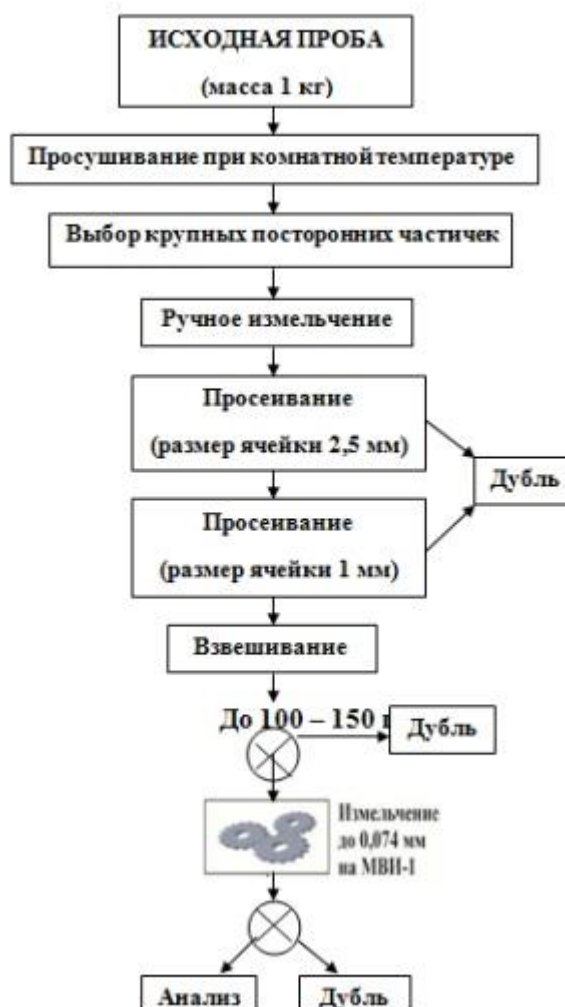 ИСХОДНАЯ ПРОБА
(масса 1 кг)
Просушивание при комнатной температуре
Выбор крупных посторонних частичек
Ручное измельчение
Просеивание
(размер ячейки 2,5 мм)
Дубль
Просеивание
(размер ячейки 1 мм)
Взвешивание
До 100 – 150 г
Дубль
Измельчение
до 0,074 мм
на МВИ-1
Анализ
Дубль